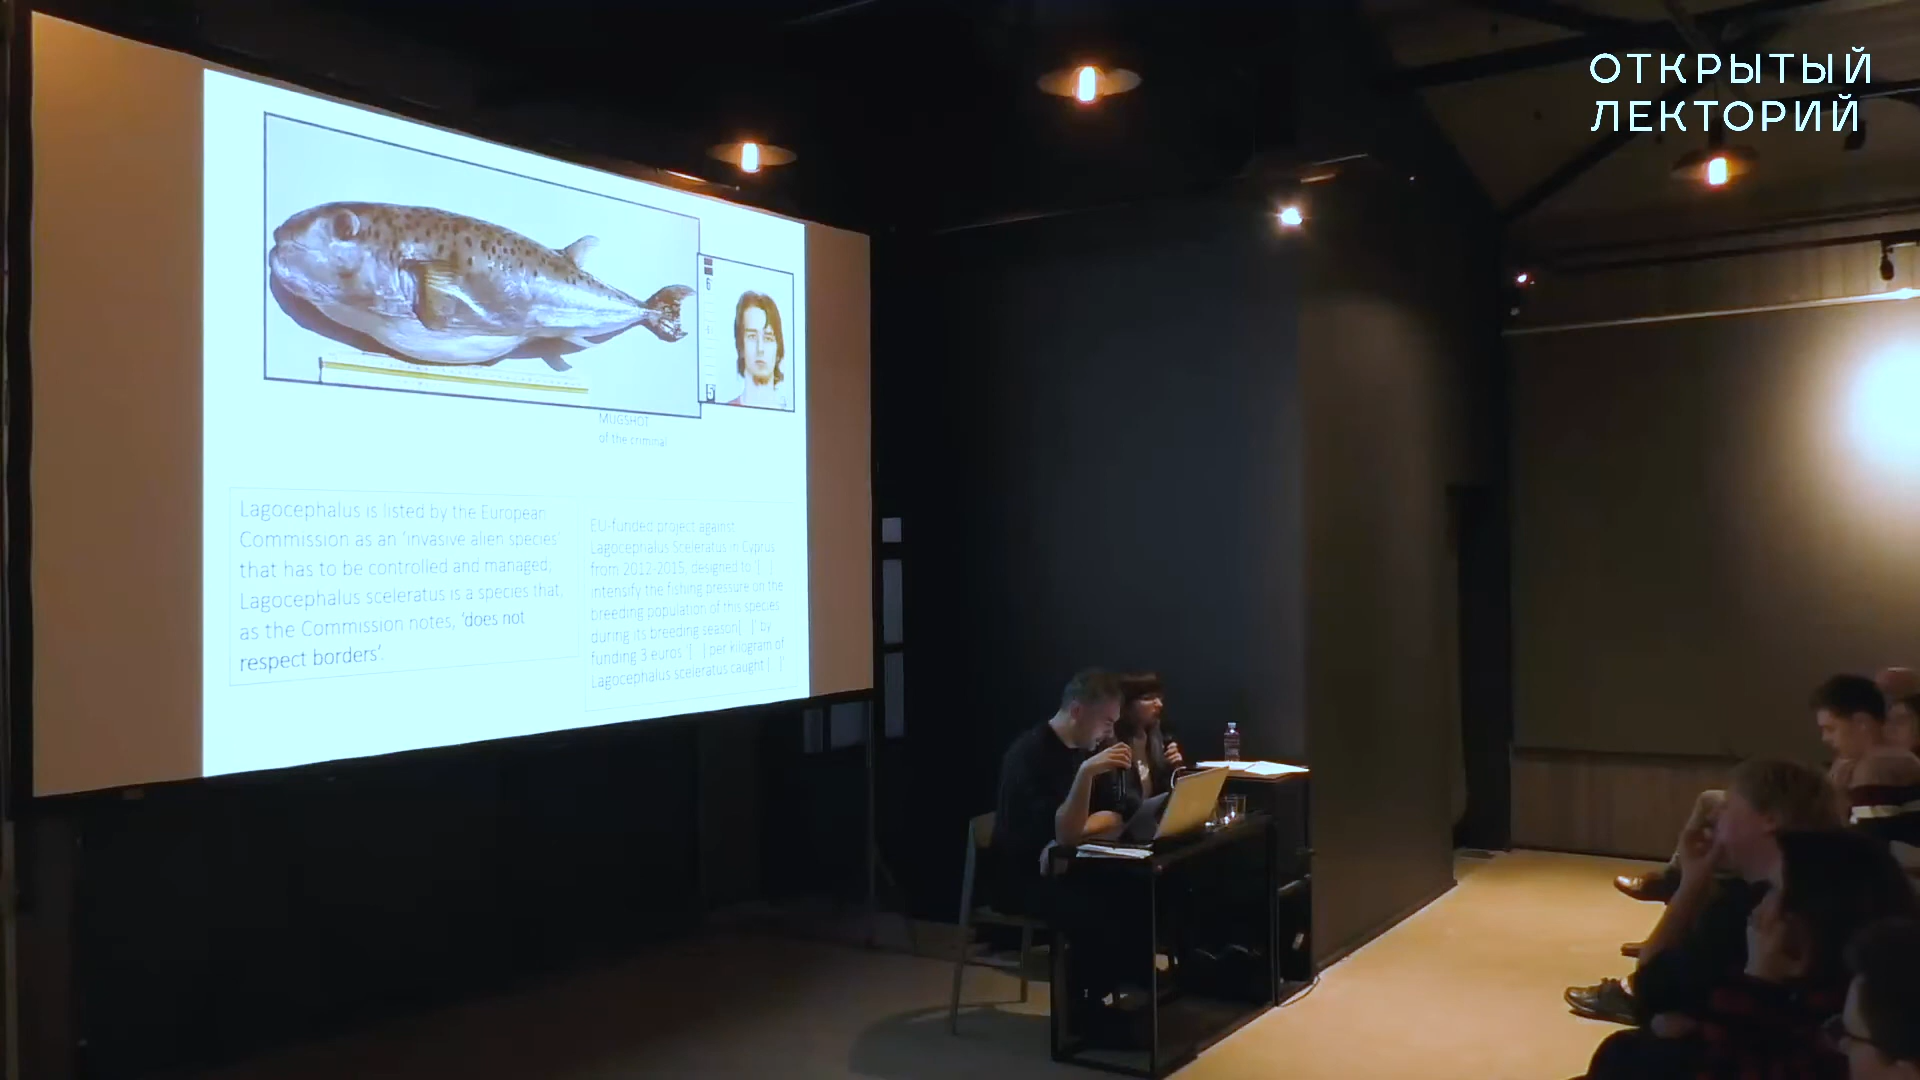 ОТКРЫТЫЙ
ЛЕКТОРИЙ
6
5
MUGSHOT
of the criminal
Lagocephalus is listed by the European
Commission as an 'invasive alien species'
that has to be controlled and managed;
Lagocephalus sceleratus is a species that,
as the Commission notes, 'does not
respect borders'.
EU-funded project against
Lagocephalus Sceleratus in Cyprus
from 2012-2015, designed to '[...]
intensify the fishing pressure on the
breeding population of this species
during its breeding season[...]' by
funding 3 euros '[...] per kilogram of
Lagocephalus sceleratus caught [...]'